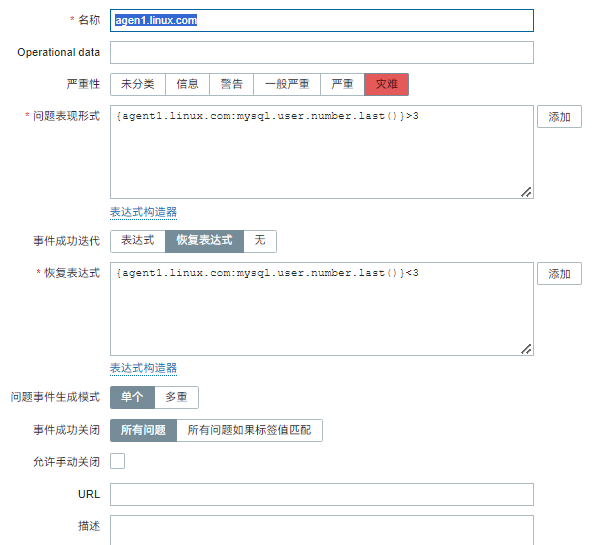 * 名称 agen1.linux.com
Operational data
严重性 未分类 信息 警告 一般严重 严重 灾难
* 问题表现形式 {agent1.linux.com:mysql.user.number.last()}>3 添加
表达式构造器
事件成功迭代 表达式 恢复表达式 无
* 恢复表达式 {agent1.linux.com:mysql.user.number.last()}<3 添加
表达式构造器
问题事件生成模式 单个 多重
事件成功关闭 所有问题 所有问题如果标签值匹配
允许手动关闭
URL
描述